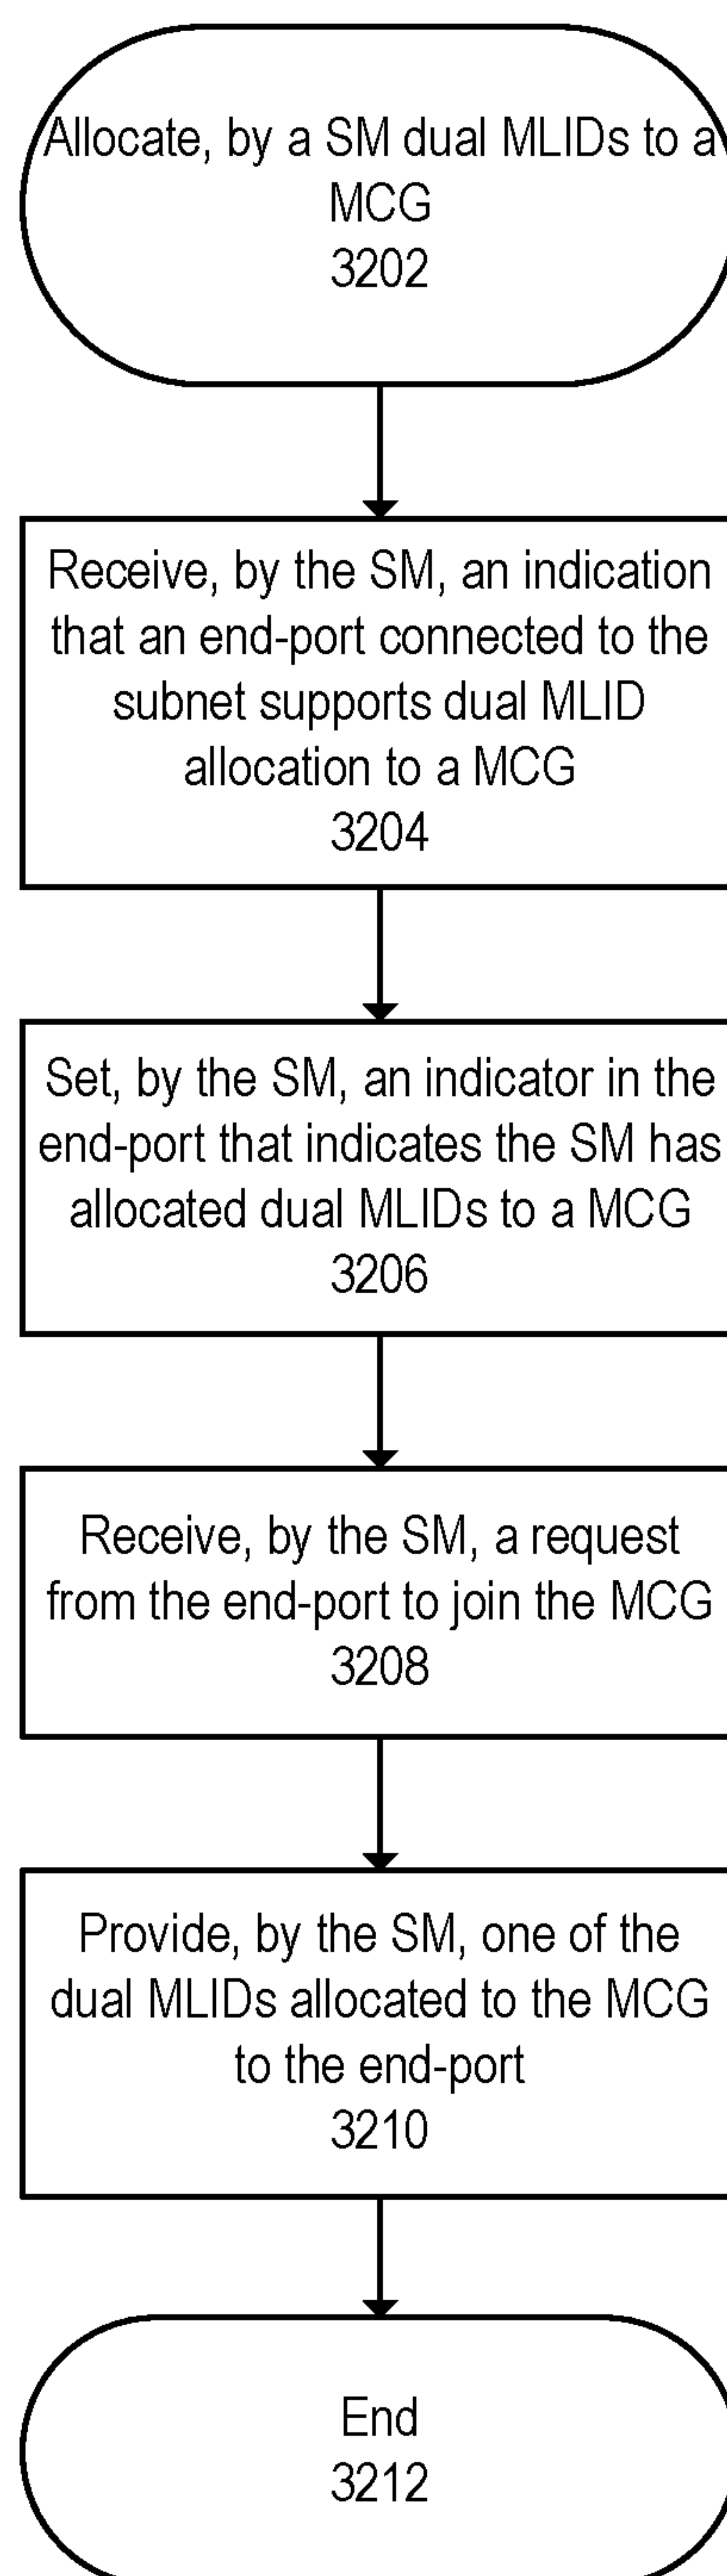 Allocate, by a SM dual MLIDs to a
MCG
3202
Receive, by the SM, an indication
that an end-port connected to the
subnet supports dual MLID
allocation to a MCG
3204
Set, by the SM, an indicator in the
end-port that indicates the SM has
allocated dual MLIDs to a MCG
3206
Receive, by the SM, a request
from the end-port to join the MCG
3208
Provide, by the SM, one of the
dual MLIDs allocated to the MCG
to the end-port
3210
End
3212